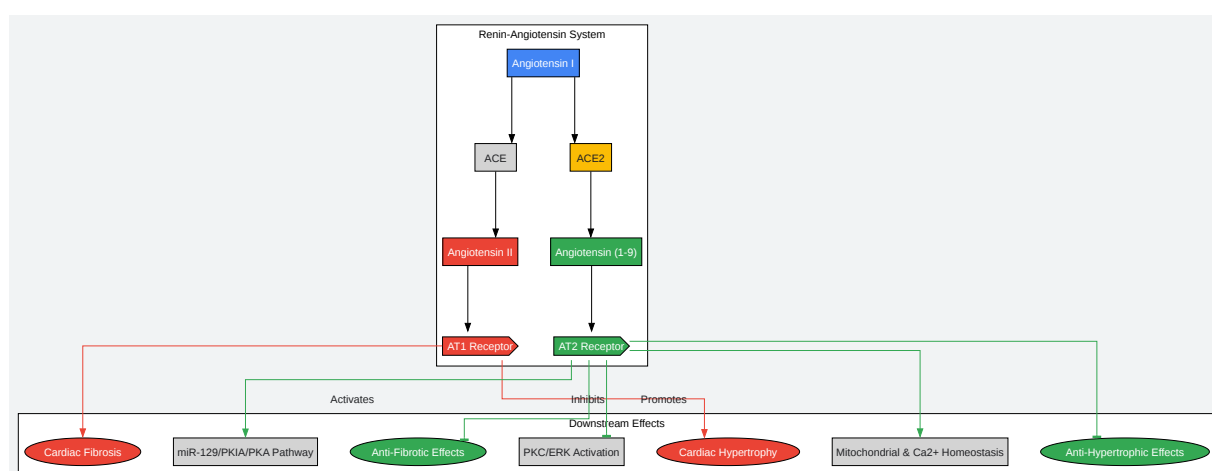 Renin-Angiotensin System
Angiotensin I
ACE
ACE2
Angiotensin II
Angiotensin (1-9)
AT1 Receptor
AT2 Receptor
Activates
Inhibits
Promotes
Downstream Effects
Cardiac Fibrosis
miR-129/PKIA/PKA Pathway
Anti-Fibrotic Effects
PKC/ERK Activation
Cardiac Hypertrophy
Mitochondrial & Ca2+ Homeostasis
Anti-Hypertrophic Effects